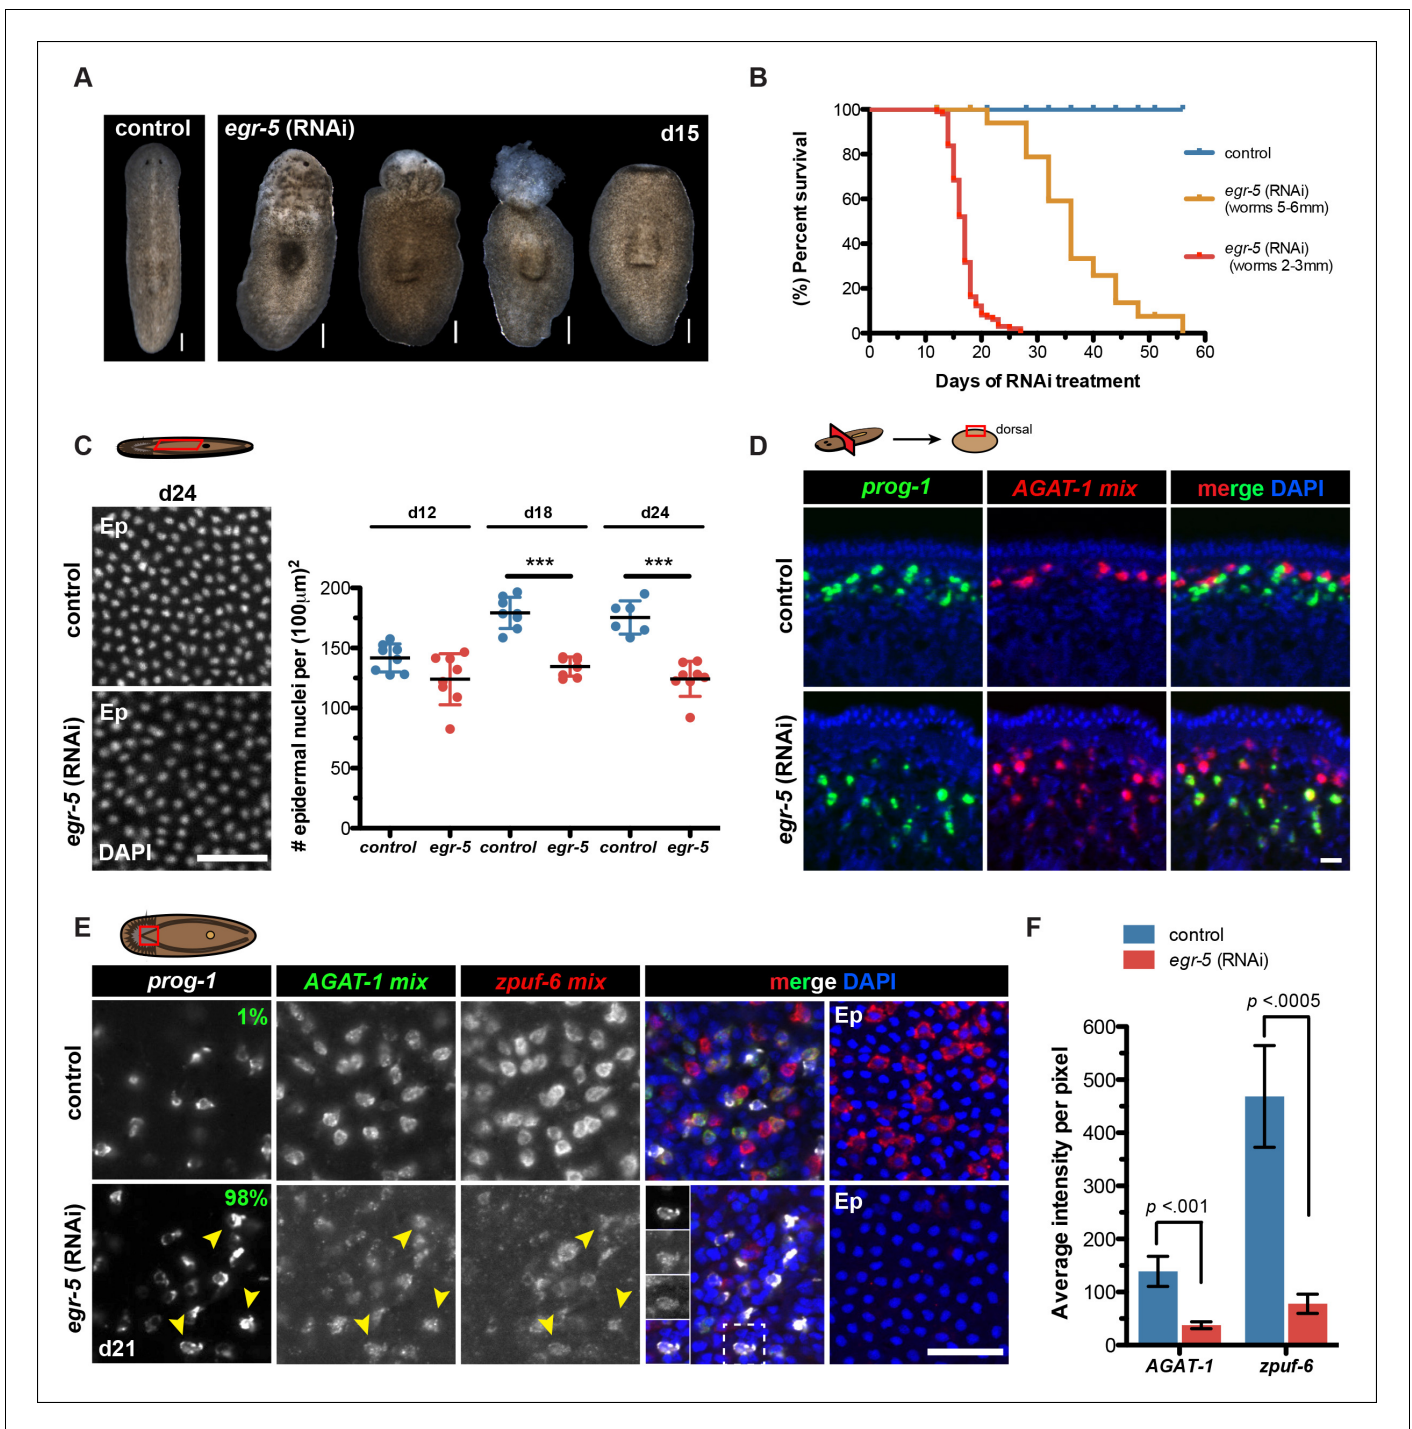 A
control
egr-5 (RNAi)
d15
B
(%) Percent survival
100
80
60
40
20
0
0 10 20 30 40 50 60
Days of RNAi treatment
control
egr-5 (RNAi)
(worms 5-6mm)
egr-5 (RNAi)
(worms 2-3mm)
C
d24
control
Ep
egr-5 (RNAi)
Ep
DAPI
d12 d18 d24
*** ***
# epidermal nuclei per (100μm)2
200
150
100
50
0
control egr-5 control egr-5 control egr-5
D
dorsal
prog-1 AGAT-1 mix merge DAPI
control
egr-5 (RNAi)
E
prog-1 AGAT-1 mix zpuf-6 mix merge DAPI
control
1%
Ep
egr-5 (RNAi)
98%
Ep
d21
F
control
egr-5 (RNAi)
Average intensity per pixel
p <.0005
p <.001
600
500
400
300
200
100
0
AGAT-1 zpuf-6